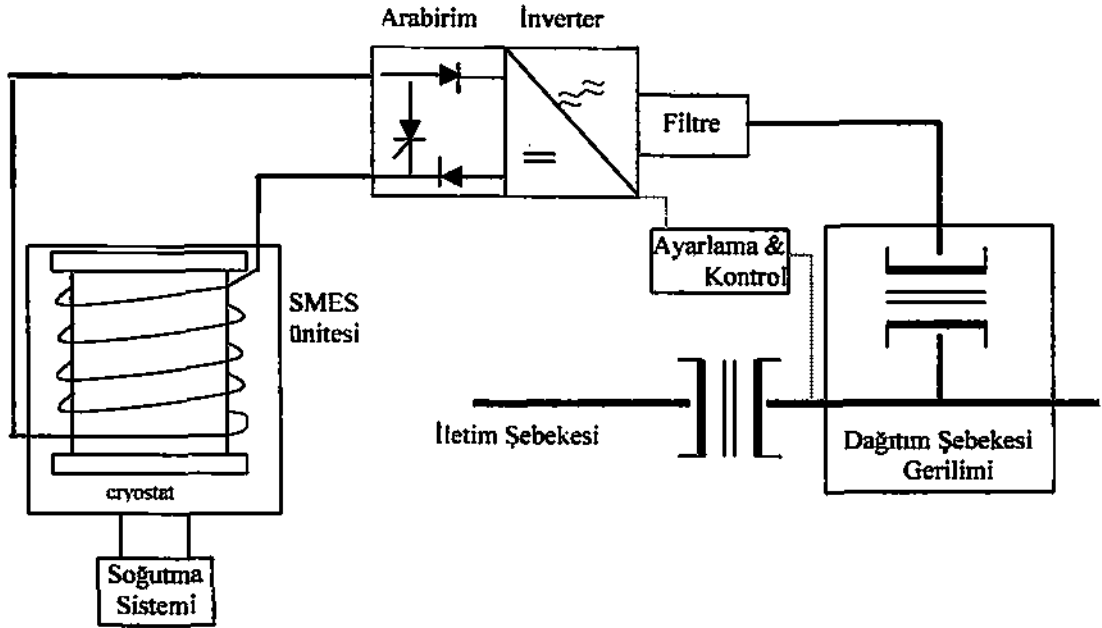 Arabirim
İnverter
Filtre
Ayarlama &
Kontrol
SMES
ünitesi
İletim Şebekesi
Dağıtım Şebekesi
Gerilimi
cryostat
Soğutma
Sistemi